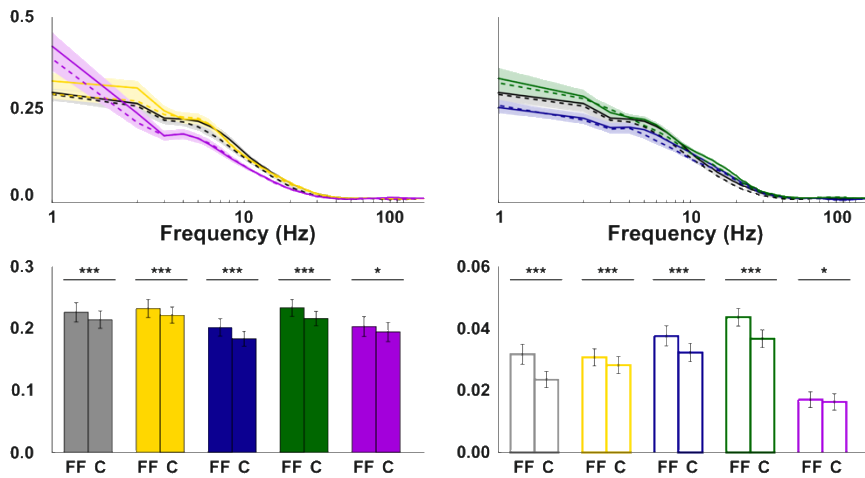 0.5
0.25
0.0
1 10 100
Frequency (Hz)
1 10 100
Frequency (Hz)
0.3
0.2
0.1
0.0
*** *** *** *** *
FF C FF C FF C FF C FF C
0.06
0.04
0.02
0.00
*** *** *** *** *
FF C FF C FF C FF C FF C